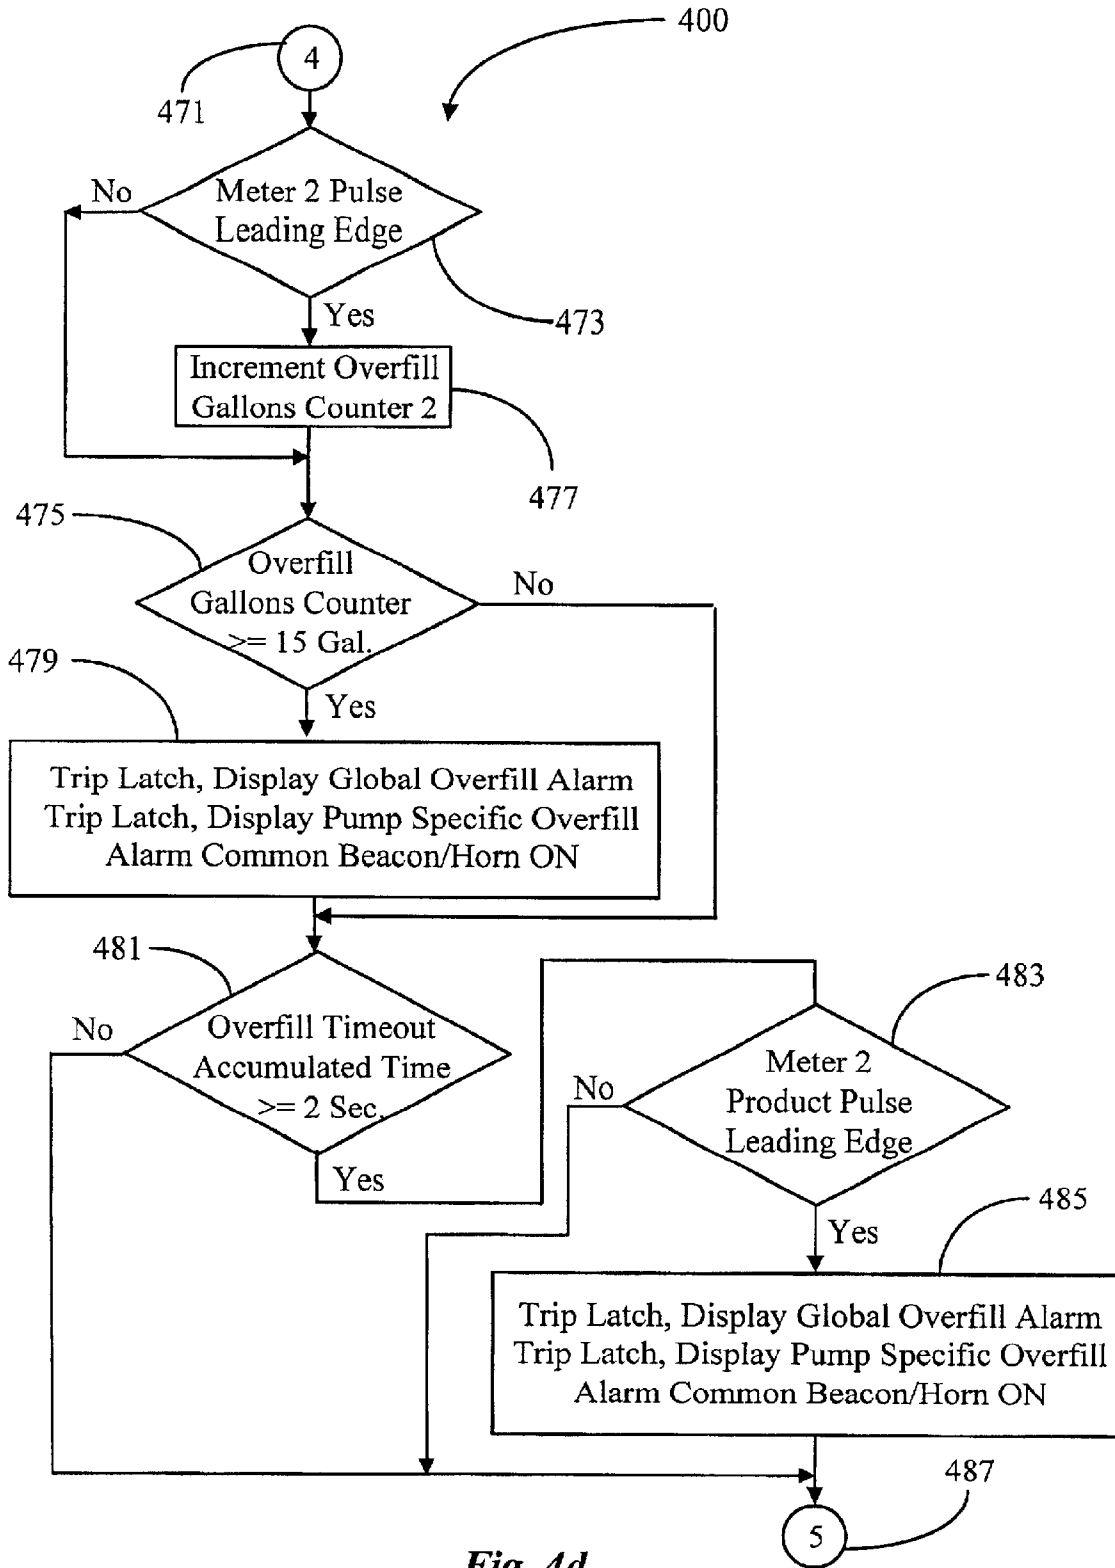 400
4
471
No
Meter 2 Pulse
Leading Edge
473
Yes
Increment Overfill
Gallons Counter 2
477
475
Overfill
Gallons Counter
>= 15 Gal.
No
479
Yes
Trip Latch, Display Global Overfill Alarm
Trip Latch, Display Pump Specific Overfill
Alarm Common Beacon/Horn ON
481
483
No
Overfill Timeout
Accumulated Time
>= 2 Sec.
Meter 2
Product Pulse
Leading Edge
No
Yes
485
Yes
Trip Latch, Display Global Overfill Alarm
Trip Latch, Display Pump Specific Overfill
Alarm Common Beacon/Horn ON
487
5
Fig. 4d